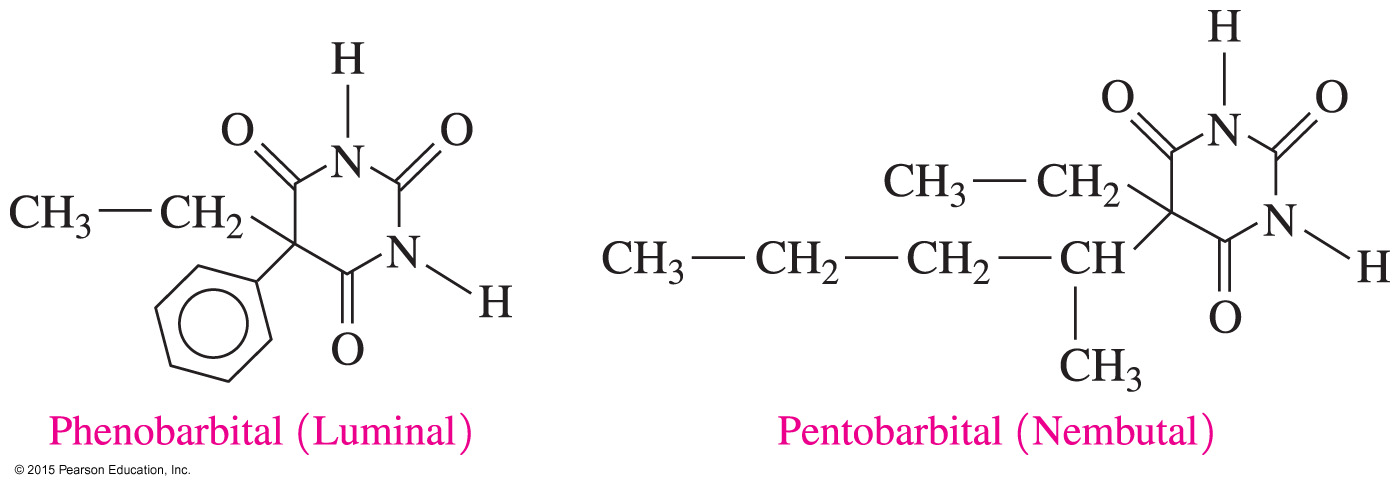 H
O
O
N
CH₃ CH₂
N
H
O
Phenobarbital (Luminal)
H
O
O
N
CH₃ CH₂
N
CH₃ CH₂ CH₂ CH
H
O
CH₃
Pentobarbital (Nembutal)
© 2015 Pearson Education, Inc.